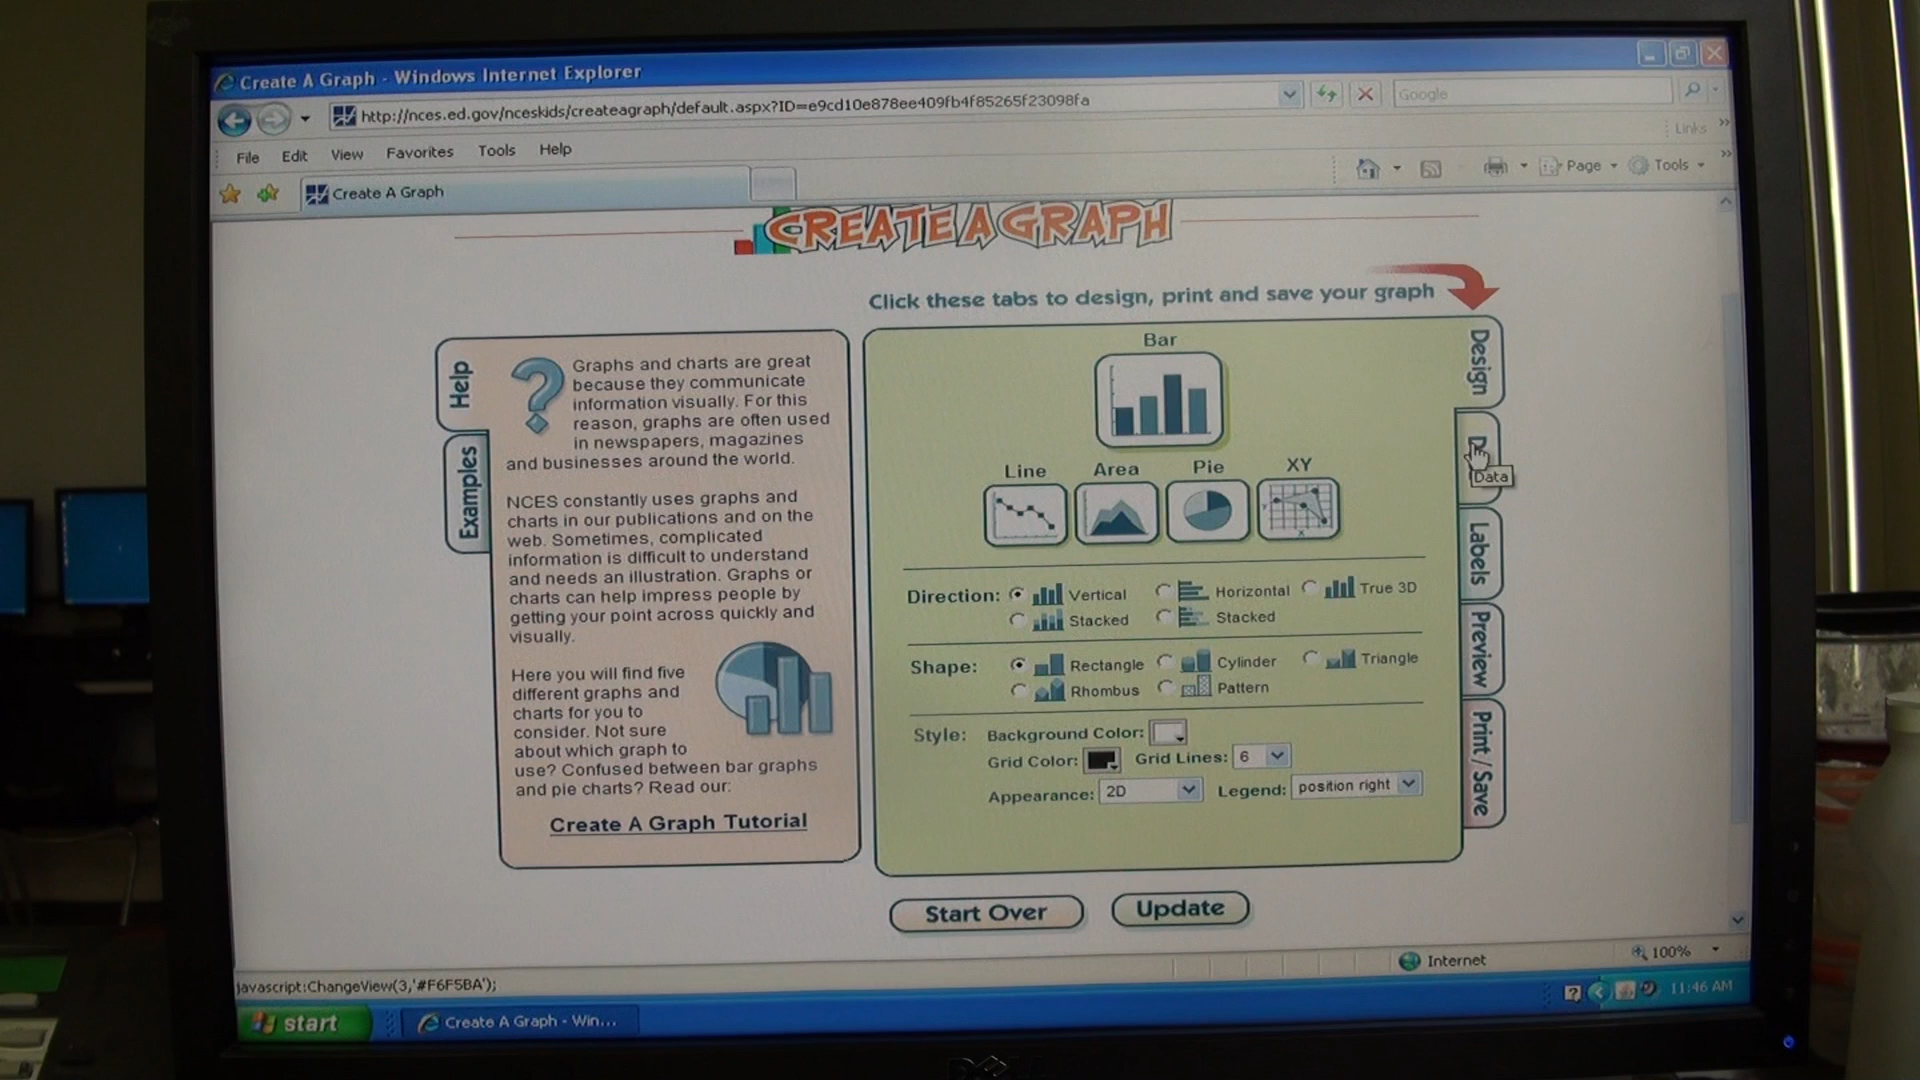 Create A Graph - Windows Internet Explorer
http://nces.ed.gov/nceskids/createagraph/default.aspx?ID=e9cd10e878ee409fb4f85265f23098fa
Google
Links
File Edit View Favorites Tools Help
Create A Graph
Page Tools
CREATE A GRAPH
Click these tabs to design, print and save your graph
Help
Examples
Graphs and charts are great
because they communicate
information visually. For this
reason, graphs are often used
in newspapers, magazines
and businesses around the world.
NCES constantly uses graphs and
charts in our publications and on the
web. Sometimes, complicated
information is difficult to understand
and needs an illustration. Graphs or
charts can help impress people by
getting your point across quickly and
visually.
Here you will find five
different graphs and
charts for you to
consider. Not sure
about which graph to
use? Confused between bar graphs
and pie charts? Read our:
Create A Graph Tutorial
Bar
Line Area Pie XY
Direction: Vertical Horizontal True 3D
Stacked Stacked
Shape: Rectangle Cylinder Triangle
Rhombus Pattern
Style: Background Color:
Grid Color: Grid Lines: 6
Appearance: 2D Legend: position right
Design
Data
Labels
Preview
Print / Save
Start Over Update
Internet 100%
javascript:ChangeView(3,'#F6F5BA');
start
Create A Graph - Win...
11:46 AM